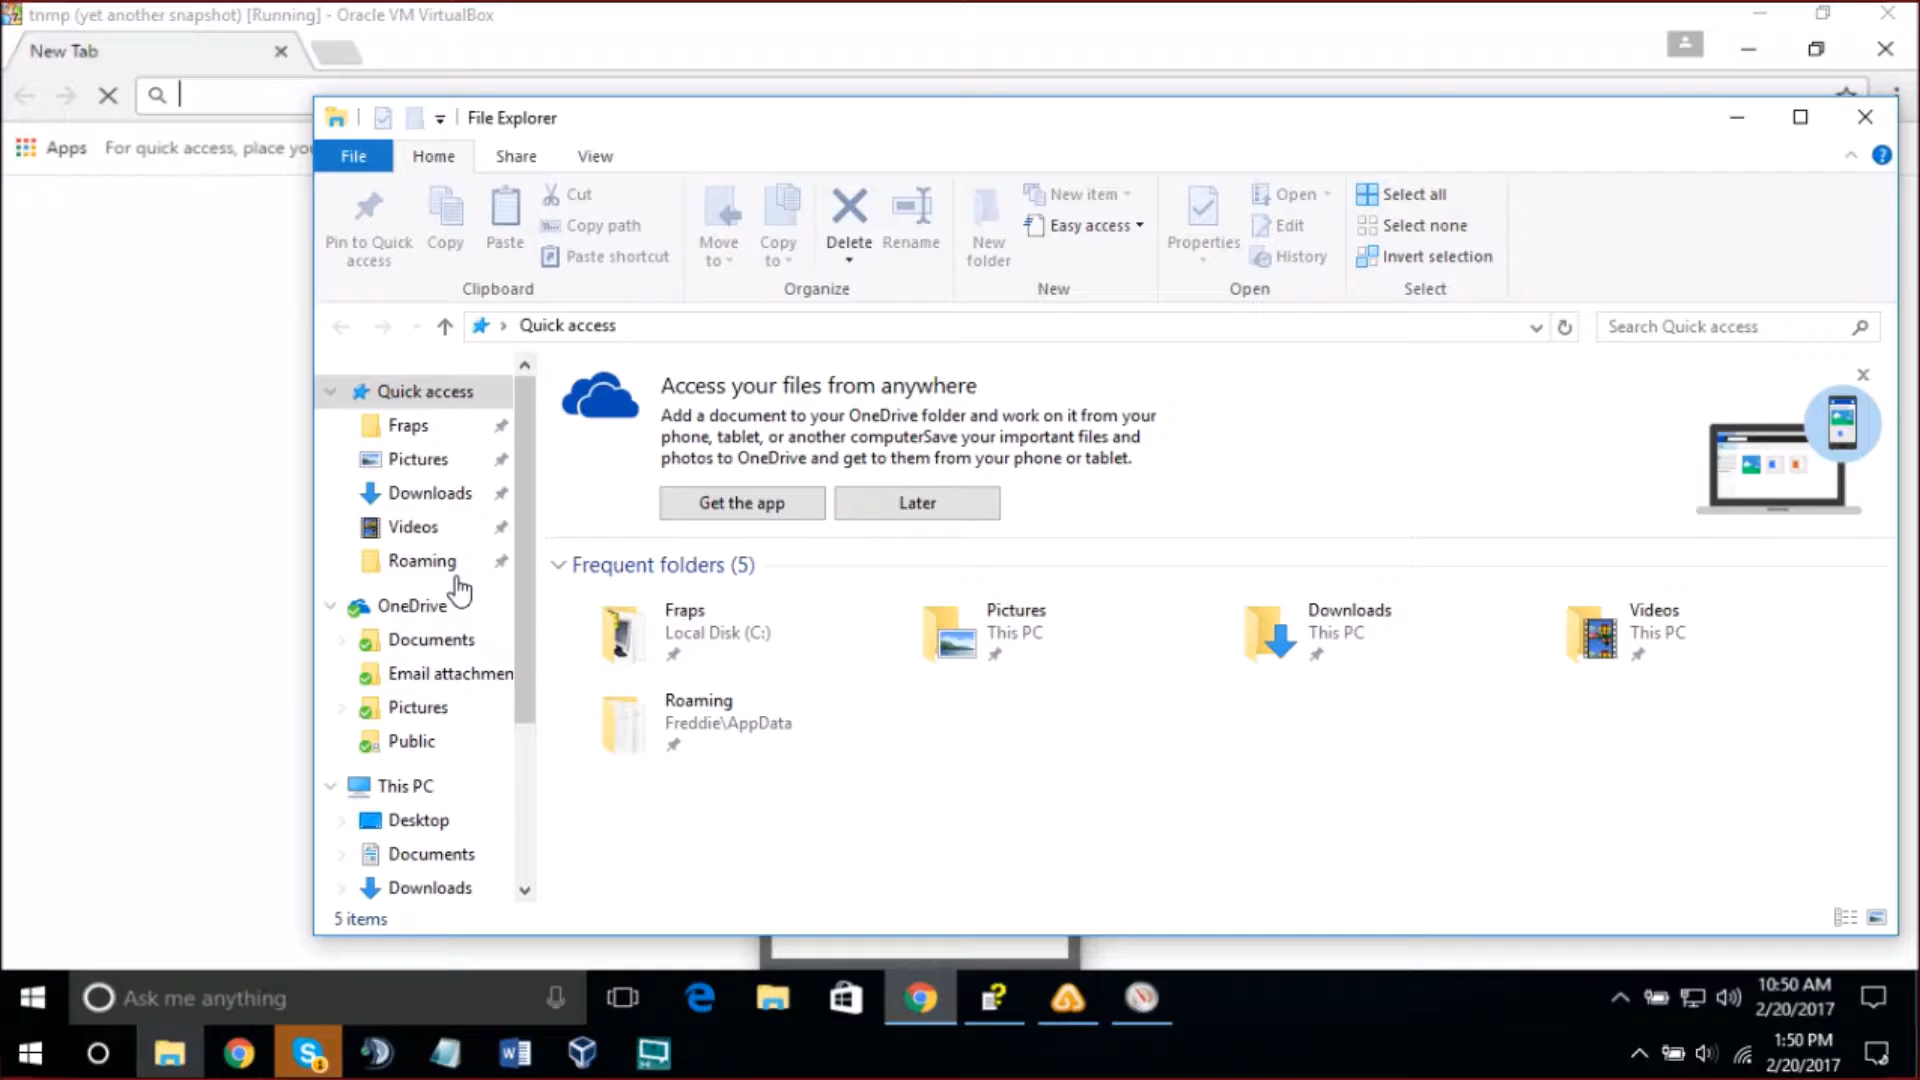 tnmp (yet another snapshot) [Running] - Oracle VM VirtualBox
New Tab
Apps For quick access, place you
File Explorer
File Home Share View
Pin to Quick access
Copy
Paste
Cut
Copy path
Paste shortcut
Clipboard
Move to
Copy to
Delete
Rename
Organize
New folder
New item
Easy access
New
Properties
Open
Edit
History
Open
Select all
Select none
Invert selection
Select
Quick access
Search Quick access
Quick access
Fraps
Pictures
Downloads
Videos
Roaming
OneDrive
Documents
Email attachmen
Pictures
Public
This PC
Desktop
Documents
Downloads
5 items
Access your files from anywhere
Add a document to your OneDrive folder and work on it from your
phone, tablet, or another computerSave your important files and
photos to OneDrive and get to them from your phone or tablet.
Get the app
Later
Frequent folders (5)
Fraps
Local Disk (C:)
Pictures
This PC
Downloads
This PC
Videos
This PC
Roaming
Freddie\AppData
Ask me anything
10:50 AM
2/20/2017
1:50 PM
2/20/2017